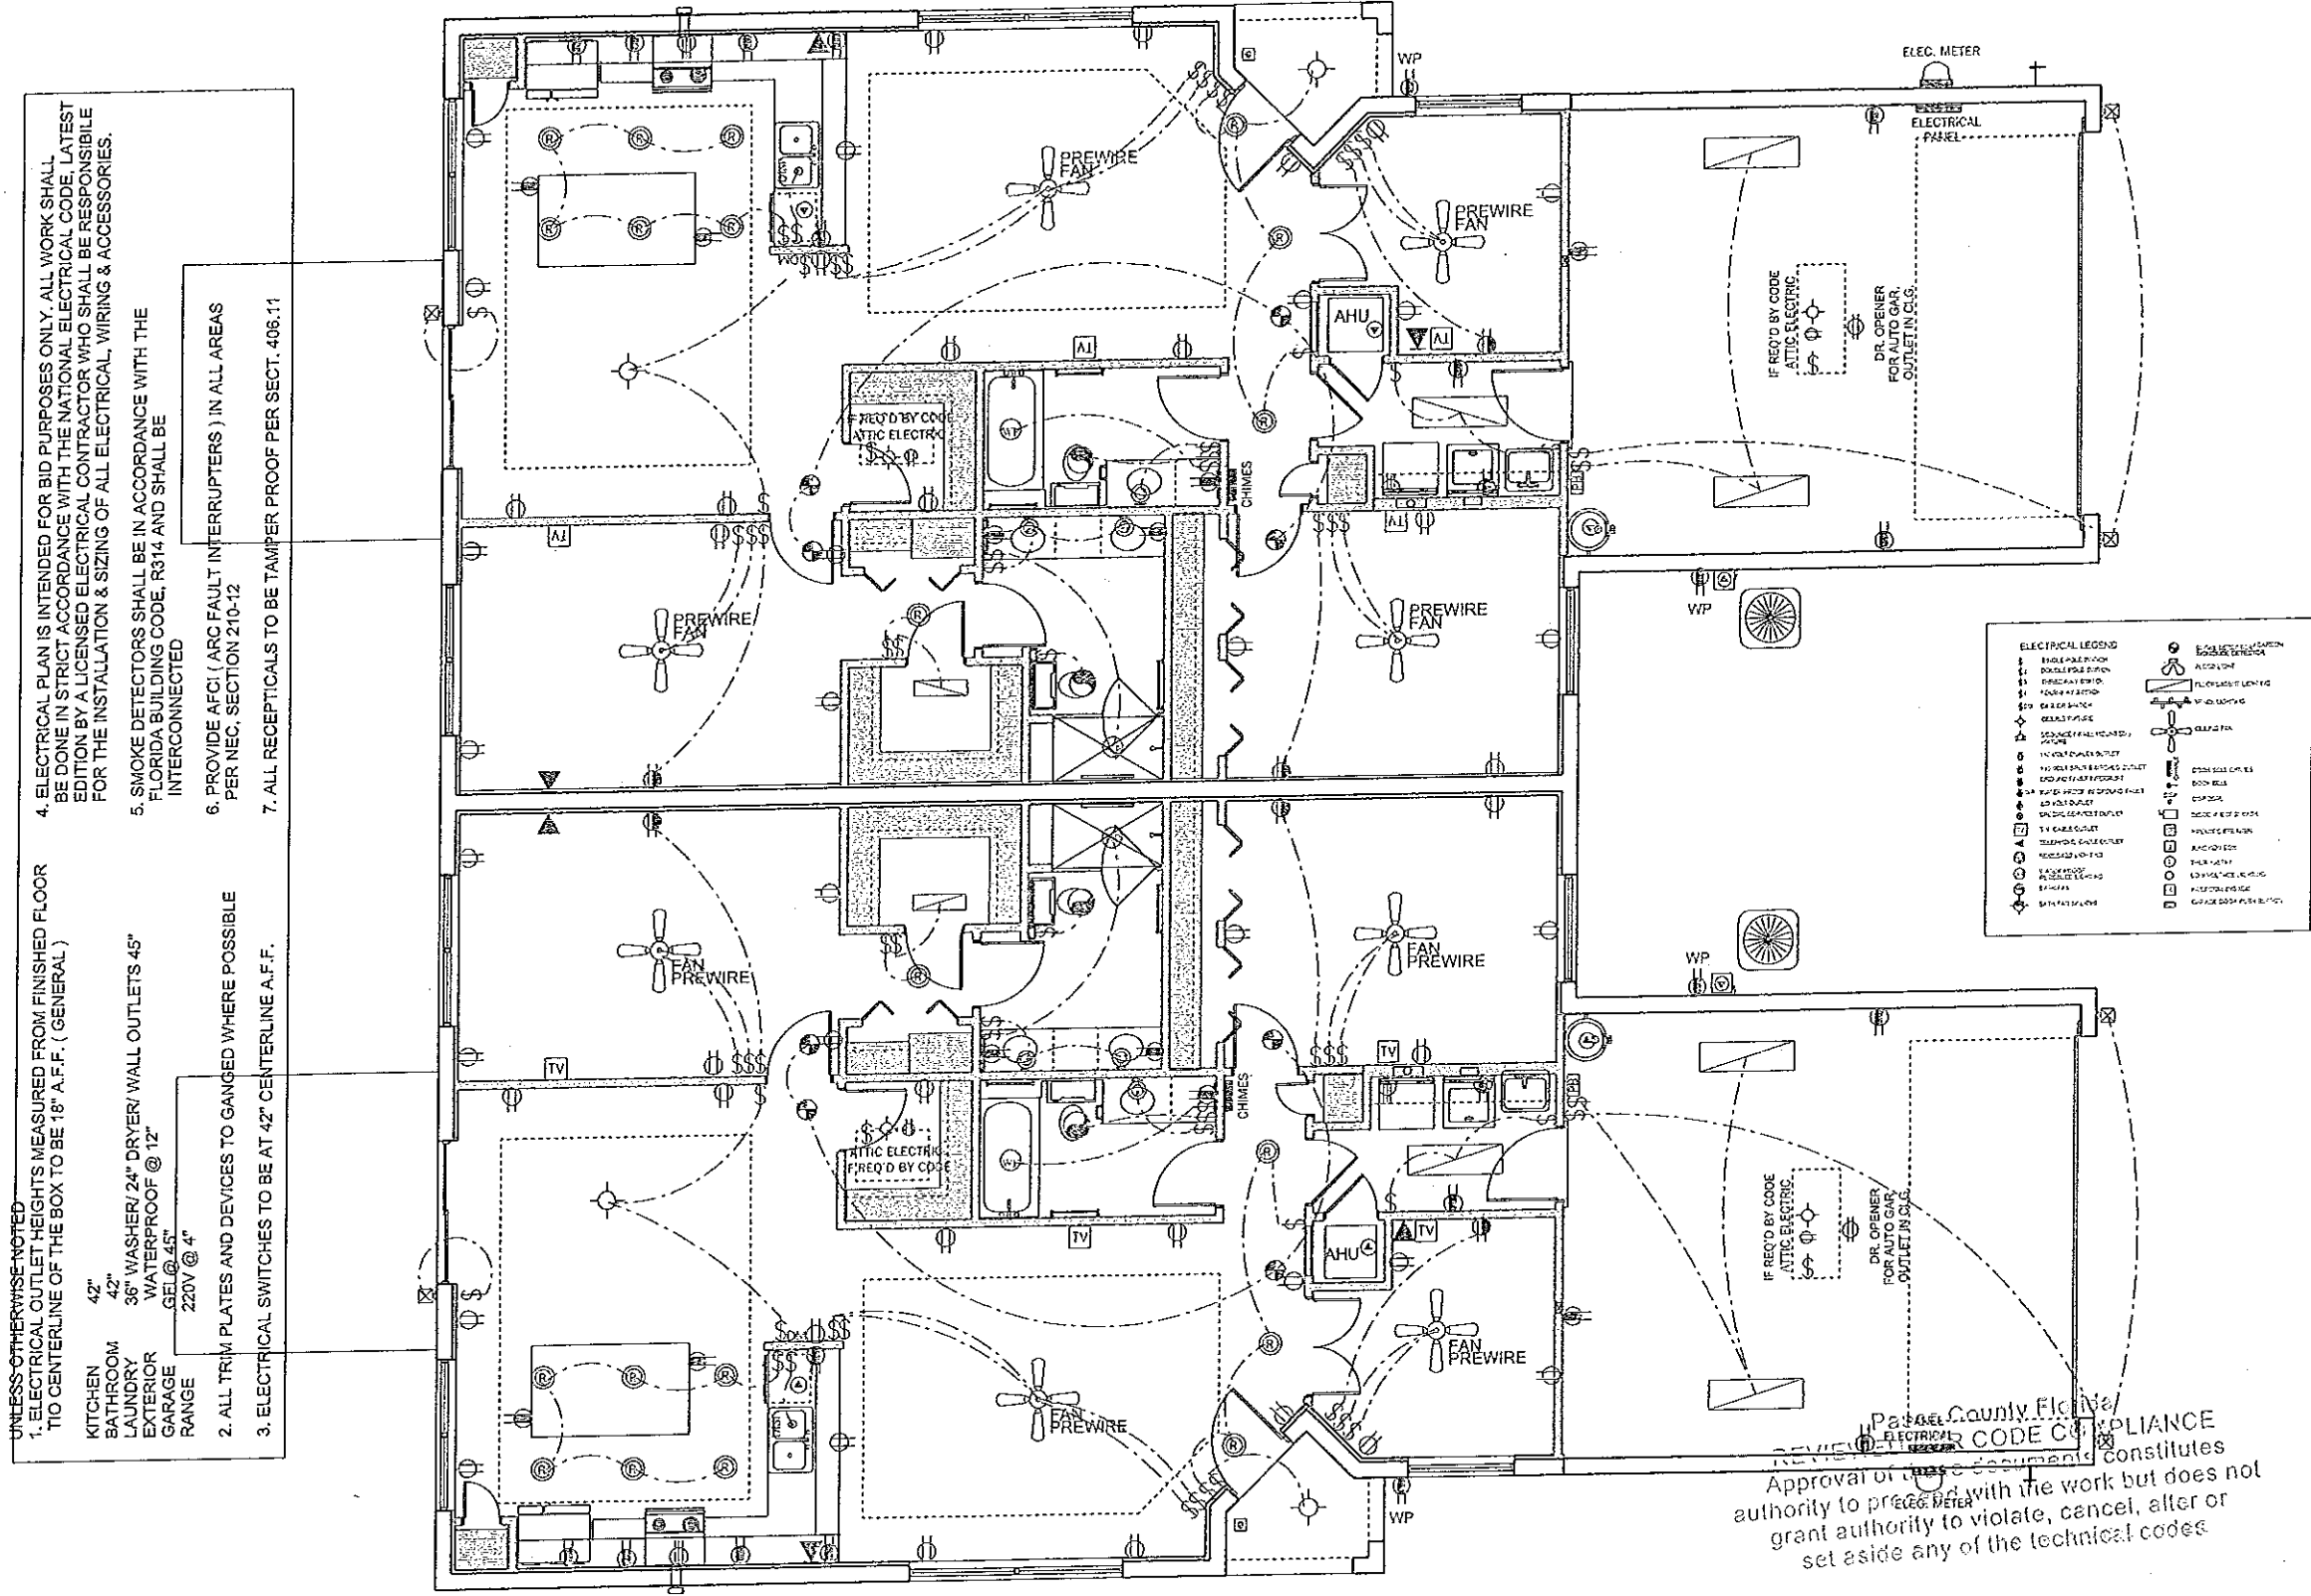 UNLESS OTHERWISE NOTED
1. ELECTRICAL OUTLET HEIGHTS MEASURED FROM FINISHED FLOOR
TIO CENTERLINE OF THE BOX TO BE 18" A.F.F. ( GENERAL )
KITCHEN 42"
BATHROOM 42"
LAUNDRY 36" WASHER/ 24" DRYER/ WALL OUTLETS 45"
EXTERIOR WATERPROOF @ 12"
GARAGE GFI @ 45"
RANGE 220V @ 4"
2. ALL TRIM PLATES AND DEVICES TO GANGED WHERE POSSIBLE
3. ELECTRICAL SWITCHES TO BE AT 42" CENTERLINE A.F.F.
4. ELECTRICAL PLAN IS INTENDED FOR BID PURPOSES ONLY. ALL WORK SHALL
BE DONE IN STRICT ACCORDANCE WITH THE NATIONAL ELECTRICAL CODE, LATEST
EDITION BY A LICENSED ELECTRICAL CONTRACTOR WHO SHALL BE RESPONSIBILE
FOR THE INSTALLATION & SIZING OF ALL ELECTRICAL, WIRING & ACCESSORIES.
5. SMOKE DETECTORS SHALL BE IN ACCORDANCE WITH THE
FLORIDA BUILDING CODE, R314 AND SHALL BE
INTERCONNECTED
6. PROVIDE AFCI ( ARC FAULT INTERRUPTERS ) IN ALL AREAS
PER NEC, SECTION 210-12
7. ALL RECEPTICALS TO BE TAMPER PROOF PER SECT. 406.11
PREWIRE
FAN
PREWIRE
FAN
WP
ELEC. METER
ELECTRICAL
PANEL
IF REQ'D BY CODE
ATTIC ELECTRIC
DR. OPENER
FOR AUTO GAR.
OUTLET IN CLG.
AHU
TV
TV
IF REQ'D BY CODE
ATTIC ELECTRIC
CHIMES
TV
TV
PREWIRE
FAN
PREWIRE
FAN
WP
ELECTRICAL LEGEND
FAN
PREWIRE
FAN
PREWIRE
WP
TV
TV
CHIMES
ATTIC ELECTRIC
IF REQ'D BY CODE
TV
AHU
TV
IF REQ'D BY CODE
ATTIC ELECTRIC
DR. OPENER
FOR AUTO GAR.
OUTLET IN CLG.
FAN
PREWIRE
FAN
PREWIRE
WP
PANEL
ELECTRICAL
ELEC. METER
Pasco County Florida
REVIEWED FOR CODE COMPLIANCE
Approval of these documents constitutes
authority to proceed with the work but does not
grant authority to violate, cancel, alter or
set aside any of the technical codes